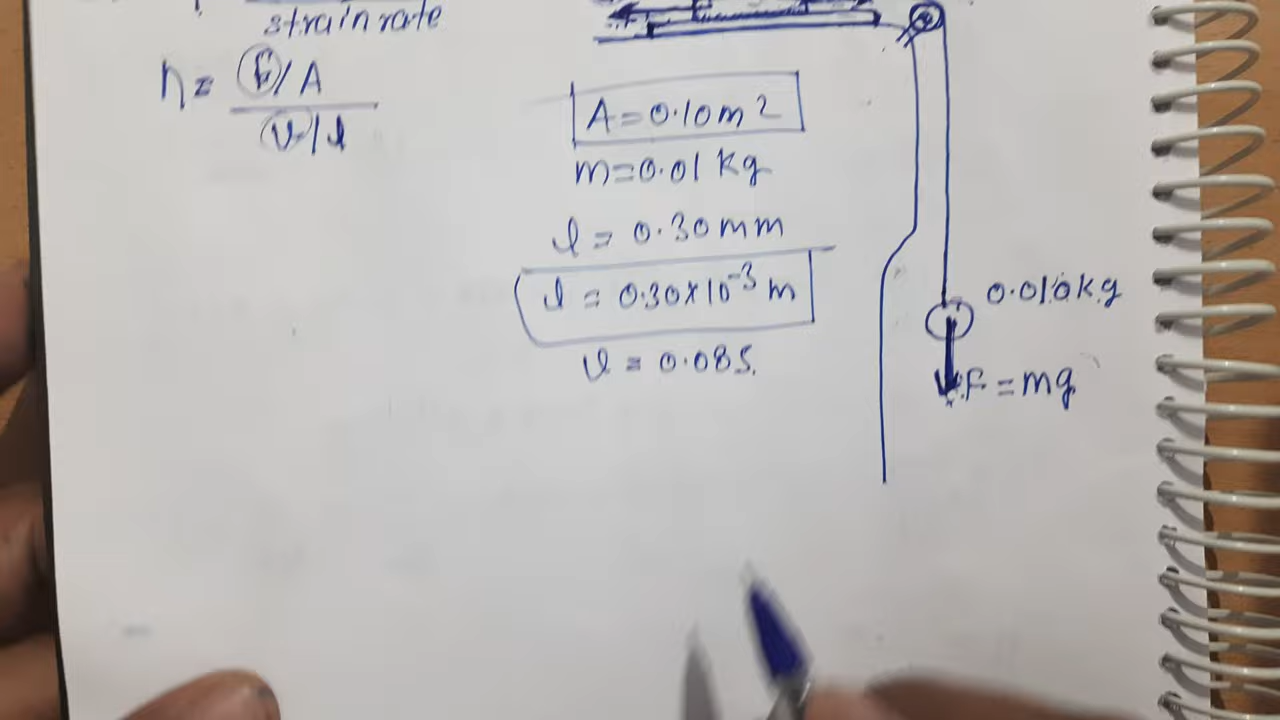 strain rate
η = F/A
v/l
A = 0.10 m²
m = 0.01 kg
l = 0.30 mm
l = 0.30 × 10⁻³ m
v = 0.085
0.010 kg
F = mg